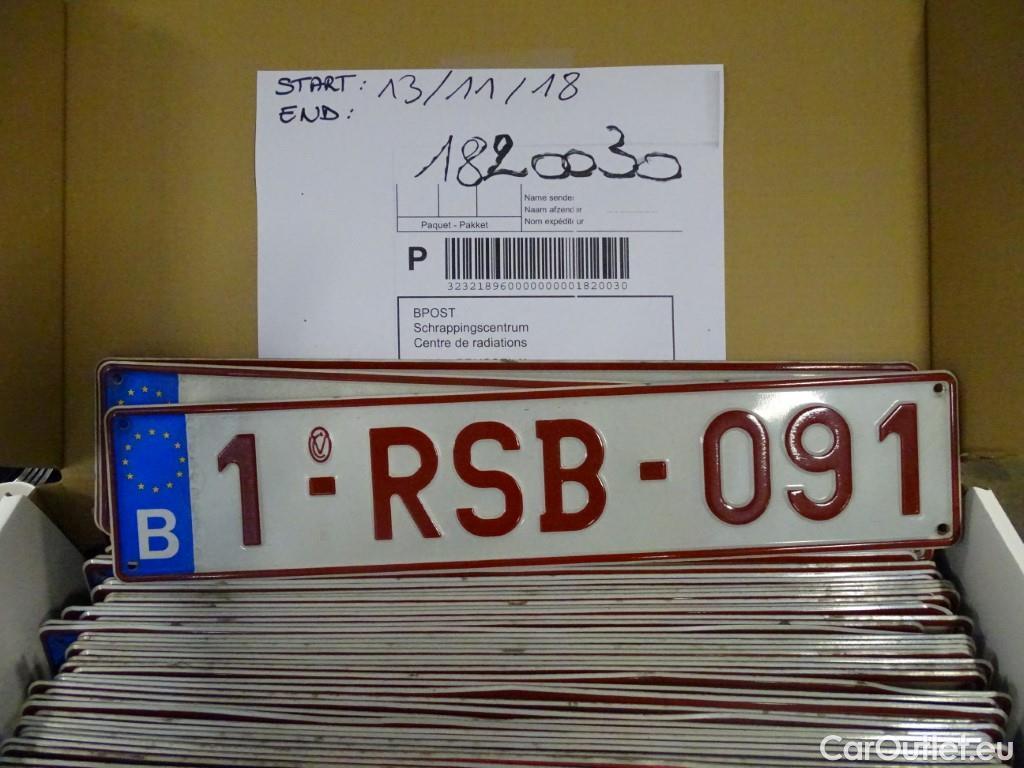 START: 13/11/18
END:
1820030
Name sender
Naam afzender
Paquet - Pakket
Nom expéditeur
P
3232189600000000001820030
BPOST
Schrappingscentrum
Centre de radiations
B
1-RSB-091
CarOutlet.eu